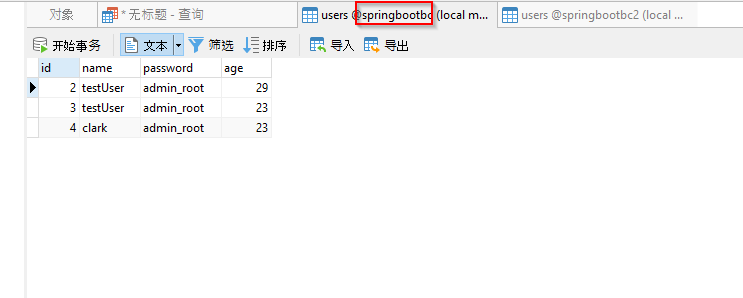 对象 * 无标题 - 查询 users @springbootbc (local m... users @springbootbc2 (local ...
开始事务 文本 筛选 排序 导入 导出
id name password age
2 testUser admin_root 29
3 testUser admin_root 23
4 clark admin_root 23